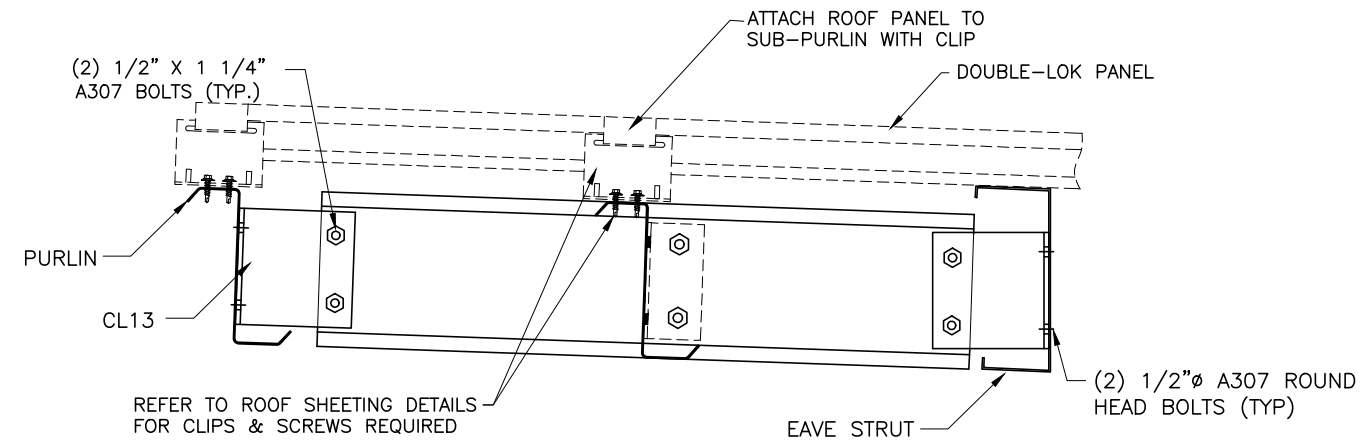 ATTACH ROOF PANEL TO
SUB-PURLIN WITH CLIP
(2) 1/2" X 1 1/4"
A307 BOLTS (TYP.)
DOUBLE-LOK PANEL
PURLIN
CL13
REFER TO ROOF SHEETING DETAILS
FOR CLIPS & SCREWS REQUIRED
EAVE STRUT
(2) 1/2"ø A307 ROUND
HEAD BOLTS (TYP)